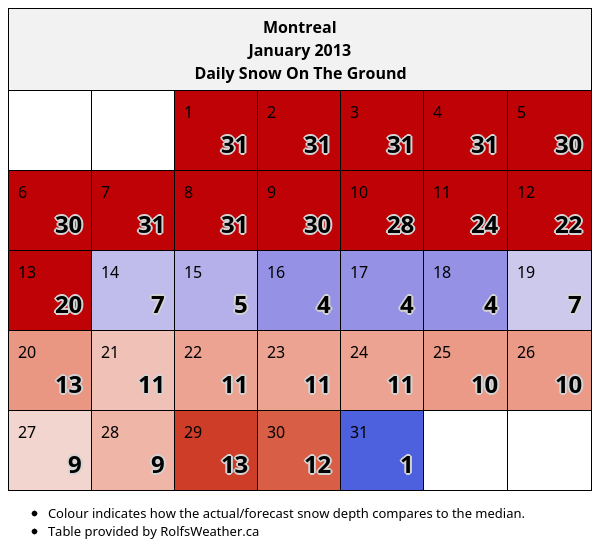 Montreal
January 2013
Daily Snow On The Ground
1 2 3 4 5
31 31 31 31 30
6 7 8 9 10 11 12
30 31 31 30 28 24 22
13 14 15 16 17 18 19
20 7 5 4 4 4 7
20 21 22 23 24 25 26
13 11 11 11 11 10 10
27 28 29 30 31
9 9 13 12 1
• Colour indicates how the actual/forecast snow depth compares to the median.
• Table provided by RolfsWeather.ca